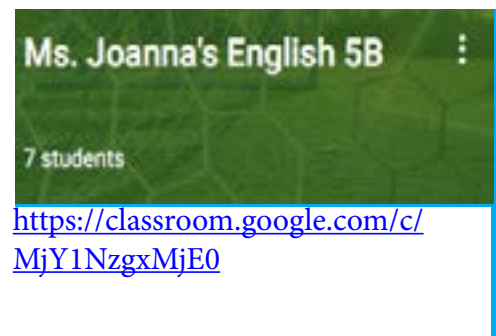 Ms. Joanna's English 5B
7 students
https://classroom.google.com/c/
MjY1NzgxMjE0